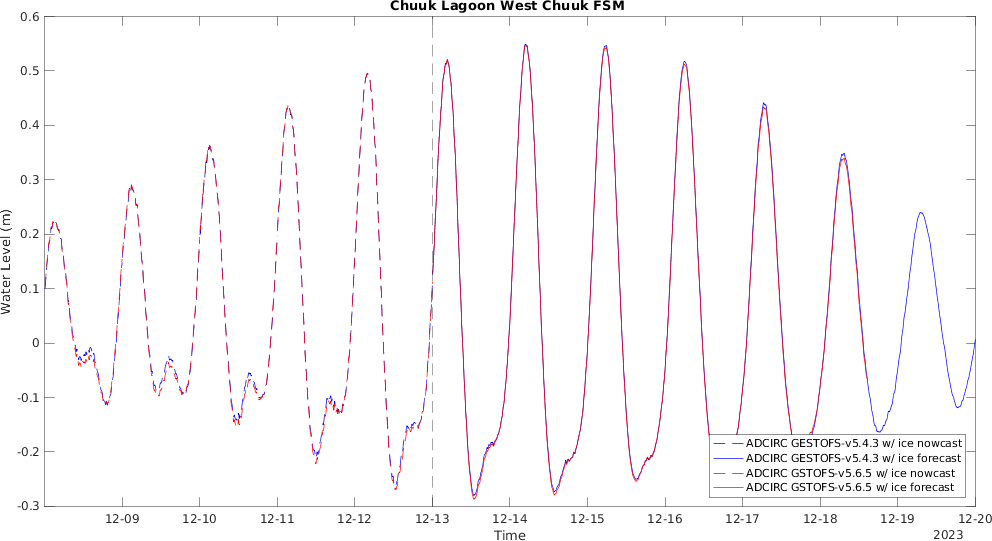 Chuuk Lagoon West Chuuk FSM
Water Level (m)
0.6
0.5
0.4
0.3
0.2
0.1
0
-0.1
-0.2
-0.3
ADCIRC GESTOFS-v5.4.3 w/ ice nowcast
ADCIRC GESTOFS-v5.4.3 w/ ice forecast
ADCIRC GSTOFS-v5.6.5 w/ ice nowcast
ADCIRC GSTOFS-v5.6.5 w/ ice forecast
12-09 12-10 12-11 12-12 12-13 12-14 12-15 12-16 12-17 12-18 12-19 12-20
Time
2023